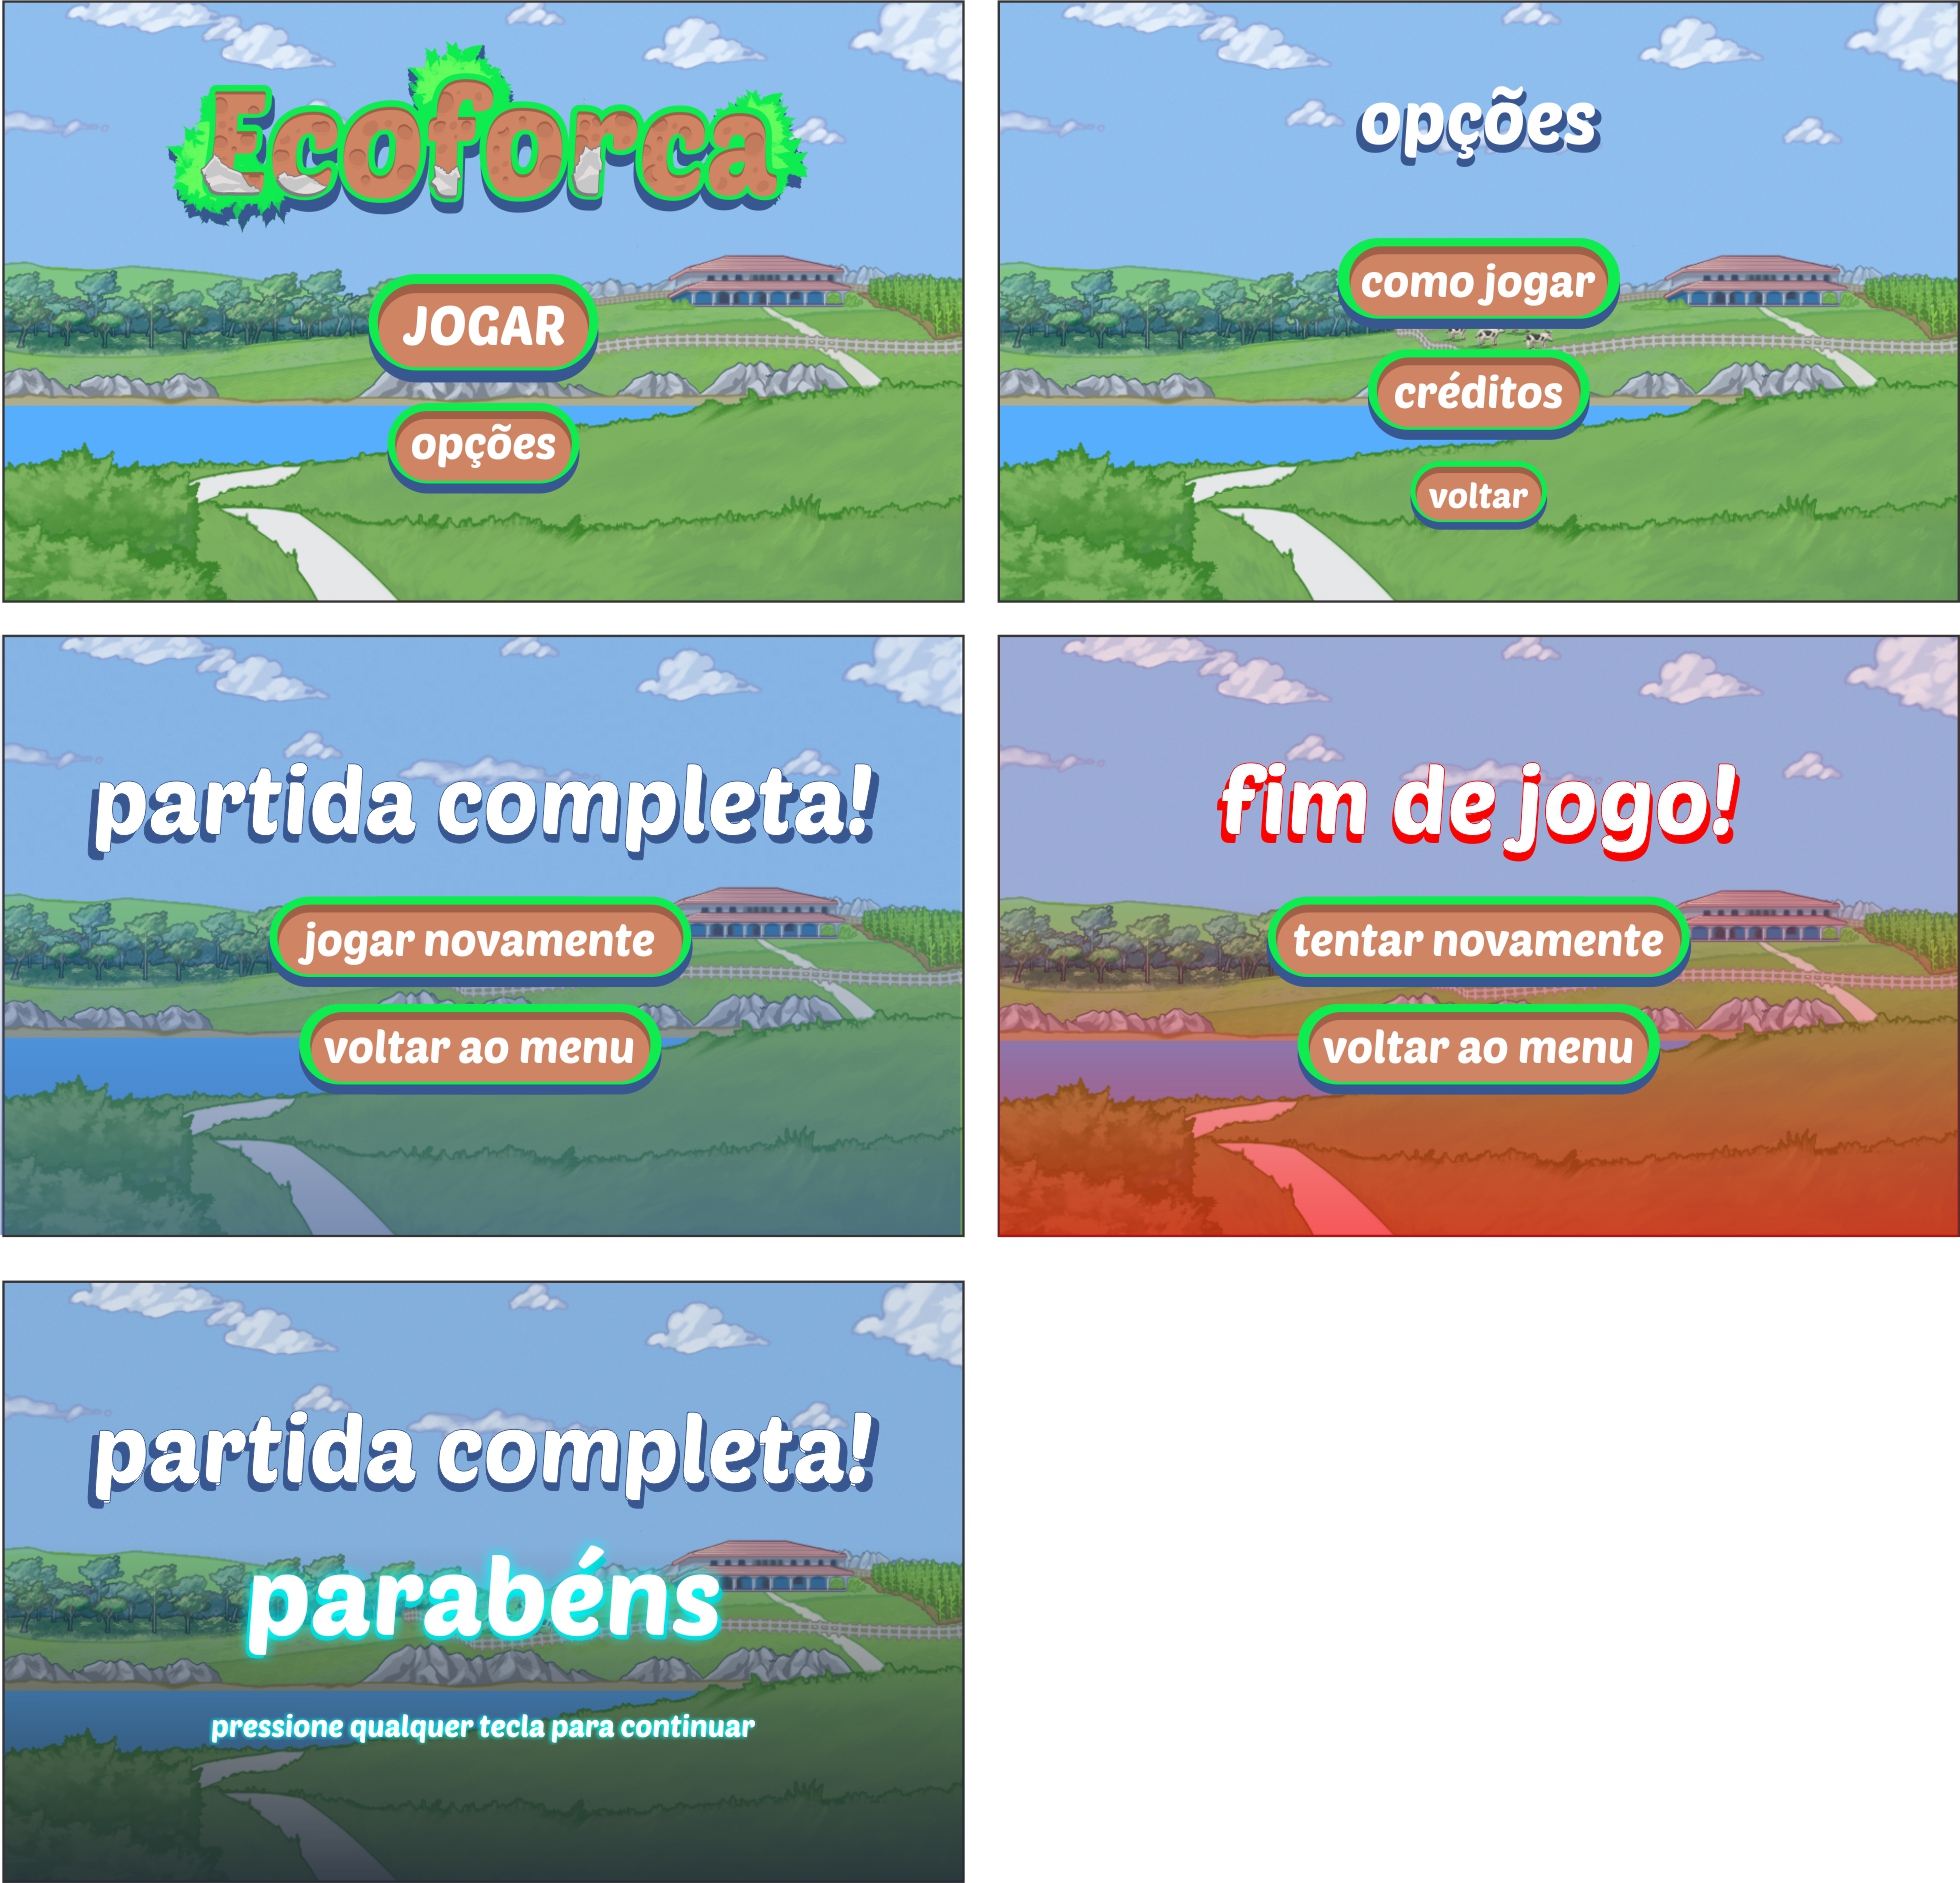 Ecoforca
JOGAR
opções
opções
como jogar
créditos
voltar
partida completa!
jogar novamente
voltar ao menu
fim de jogo!
tentar novamente
voltar ao menu
partida completa!
parabéns
pressione qualquer tecla para continuar